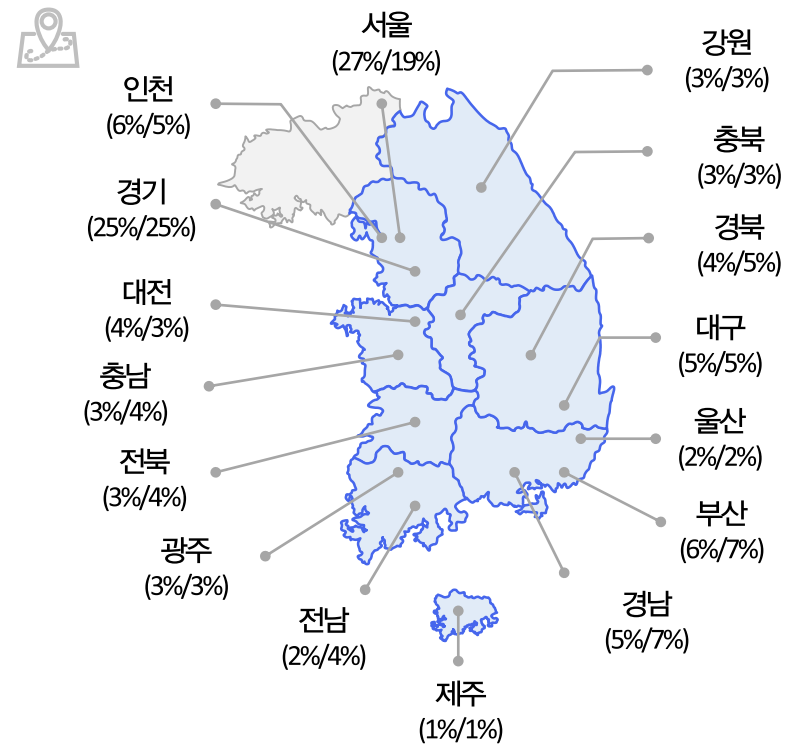 서울
(27%/19%)
강원
(3%/3%)
인천
(6%/5%)
충북
(3%/3%)
경기
(25%/25%)
경북
(4%/5%)
대전
(4%/3%)
대구
(5%/5%)
충남
(3%/4%)
울산
(2%/2%)
전북
(3%/4%)
부산
(6%/7%)
광주
(3%/3%)
경남
(5%/7%)
전남
(2%/4%)
제주
(1%/1%)